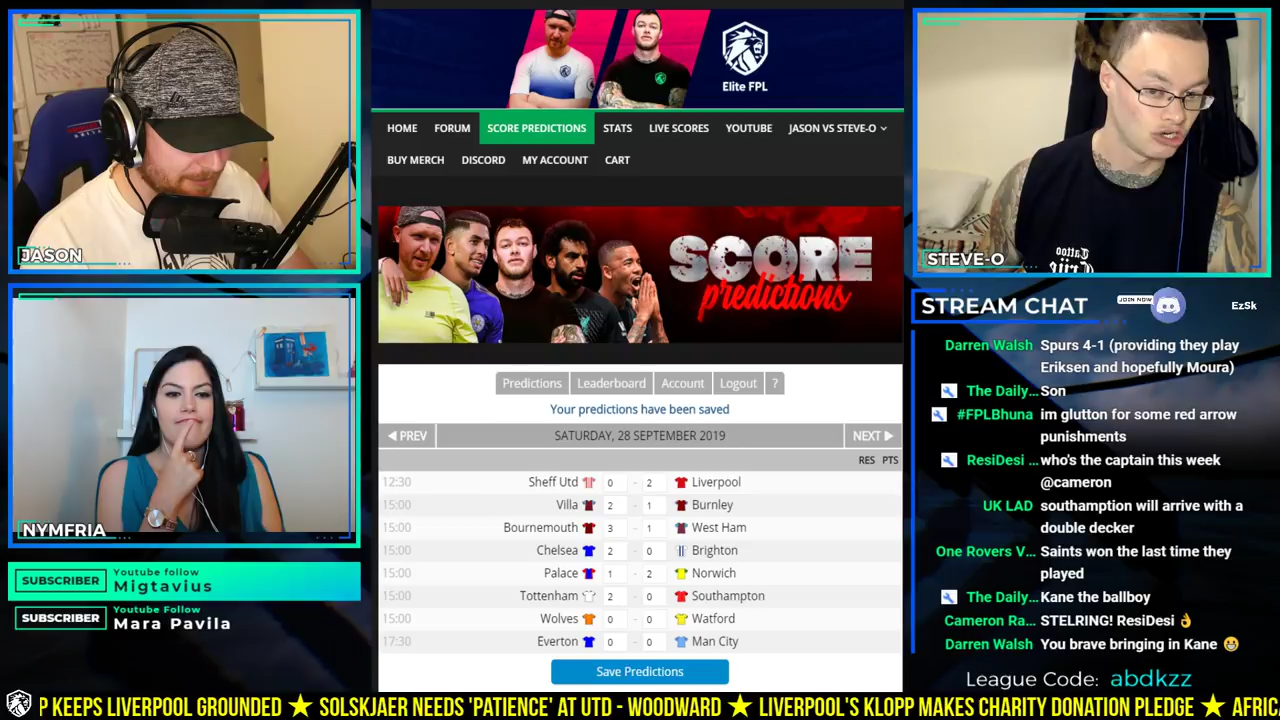 JASON
NYMFRIA
SUBSCRIBER
Youtube follow
Migtavius
SUBSCRIBER
Youtube Follow
Mara Pavila
Elite FPL
HOME FORUM SCORE PREDICTIONS STATS LIVE SCORES YOUTUBE JASON VS STEVE-O
BUY MERCH DISCORD MY ACCOUNT CART
SCORE
predictions
Predictions Leaderboard Account Logout ?
Your predictions have been saved
PREV SATURDAY, 28 SEPTEMBER 2019 NEXT
RES PTS
12:30 Sheff Utd 0 - 2 Liverpool
15:00 Villa 2 - 1 Burnley
15:00 Bournemouth 3 - 1 West Ham
15:00 Chelsea 2 - 0 Brighton
15:00 Palace 1 - 2 Norwich
15:00 Tottenham 2 - 0 Southampton
15:00 Wolves 0 - 0 Watford
17:30 Everton 0 - 0 Man City
Save Predictions
STEVE-O
STREAM CHAT JOIN NOW EzSk
Darren Walsh Spurs 4-1 (providing they play
Eriksen and hopefully Moura)
The Daily... Son
#FPLBhuna im glutton for some red arrow
punishments
ResiDesi ... who's the captain this week
@cameron
UK LAD southamption will arrive with a
double decker
One Rovers V... Saints won the last time they
played
The Daily... Kane the ballboy
Cameron Ra... STELRING! ResiDesi 👌
Darren Walsh You brave bringing in Kane 😀
League Code: abdkzz
P KEEPS LIVERPOOL GROUNDED ★ SOLSKJAER NEEDS 'PATIENCE' AT UTD - WOODWARD ★ LIVERPOOL'S KLOPP MAKES CHARITY DONATION PLEDGE ★ AFRIC